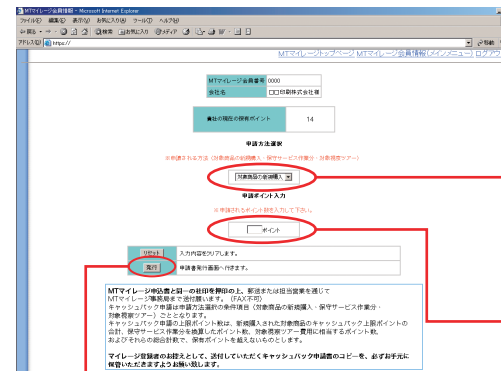 MTマイレージ会員情報 - Microsoft Internet Explorer
ファイル(F) 編集(E) 表示(V) お気に入り(A) ツール(T) ヘルプ(H)
戻る 検索 お気に入り メディア
アドレス(D) https:// 移動
MTマイレージトップページ MTマイレージ会員情報(メインメニュー) ログアウ
MTマイレージ会員番号 0000
会社名 □□印刷株式会社様
貴社の現在の保有ポイント 14
申請方法選択
※申請される方法（対象商品の新規購入・保守サービス作業分・対象視察ツアー）
対象商品の新規購入
申請ポイント入力
※申請されるポイント数を入力して下さい。
ポイント
リセット 入力内容をクリアします。
発行 申請書発行画面へ行きます。
MTマイレージ申込書と同一の社印を押印の上、郵送または担当営業を通じて
MTマイレージ事務局まで送付願います。（FAX不可）
キャッシュバック申請は申請方法選択の条件項目（対象商品の新規購入・保守サービス作業分・
対象視察ツアー）ごととなります。
キャッシュバック申請の上限ポイント数は、新規購入された対象商品のキャッシュバック上限ポイントの
合計、保守サービス作業分を換算したポイント数、対象視察ツアー費用に相当するポイント数、
およびそれらの総合計数で、保有ポイントを越えないものとします。
マイレージ登録者のお控えとして、送付していただくキャッシュバック申請書のコピーを、必ずお手元に
保管いただきますようお願い致します。